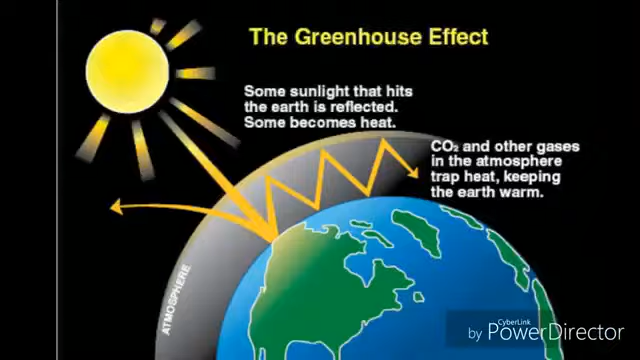 The Greenhouse Effect
Some sunlight that hits
the earth is reflected.
Some becomes heat.
CO₂ and other gases
in the atmosphere
trap heat, keeping
the earth warm.
ATMOSPHERE
CyberLink
by PowerDirector